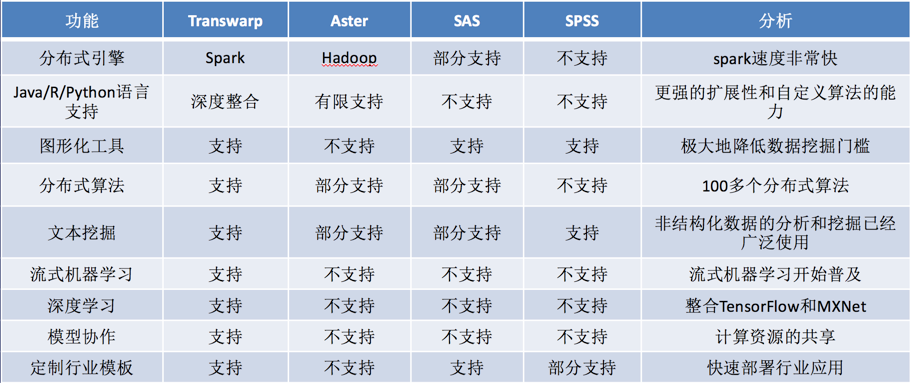 功能 Transwarp Aster SAS SPSS 分析
分布式引擎 Spark Hadoop 部分支持 不支持 spark速度非常快
Java/R/Python语言
支持 深度整合 有限支持 不支持 不支持 更强的扩展性和自定义算法的能
力
图形化工具 支持 不支持 支持 支持 极大地降低数据挖掘门槛
分布式算法 支持 部分支持 部分支持 不支持 100多个分布式算法
文本挖掘 支持 部分支持 部分支持 支持 非结构化数据的分析和挖掘已经
广泛使用
流式机器学习 支持 不支持 不支持 不支持 流式机器学习开始普及
深度学习 支持 不支持 不支持 不支持 整合TensorFlow和MXNet
模型协作 支持 不支持 不支持 不支持 计算资源的共享
定制行业模板 支持 不支持 支持 部分支持 快速部署行业应用